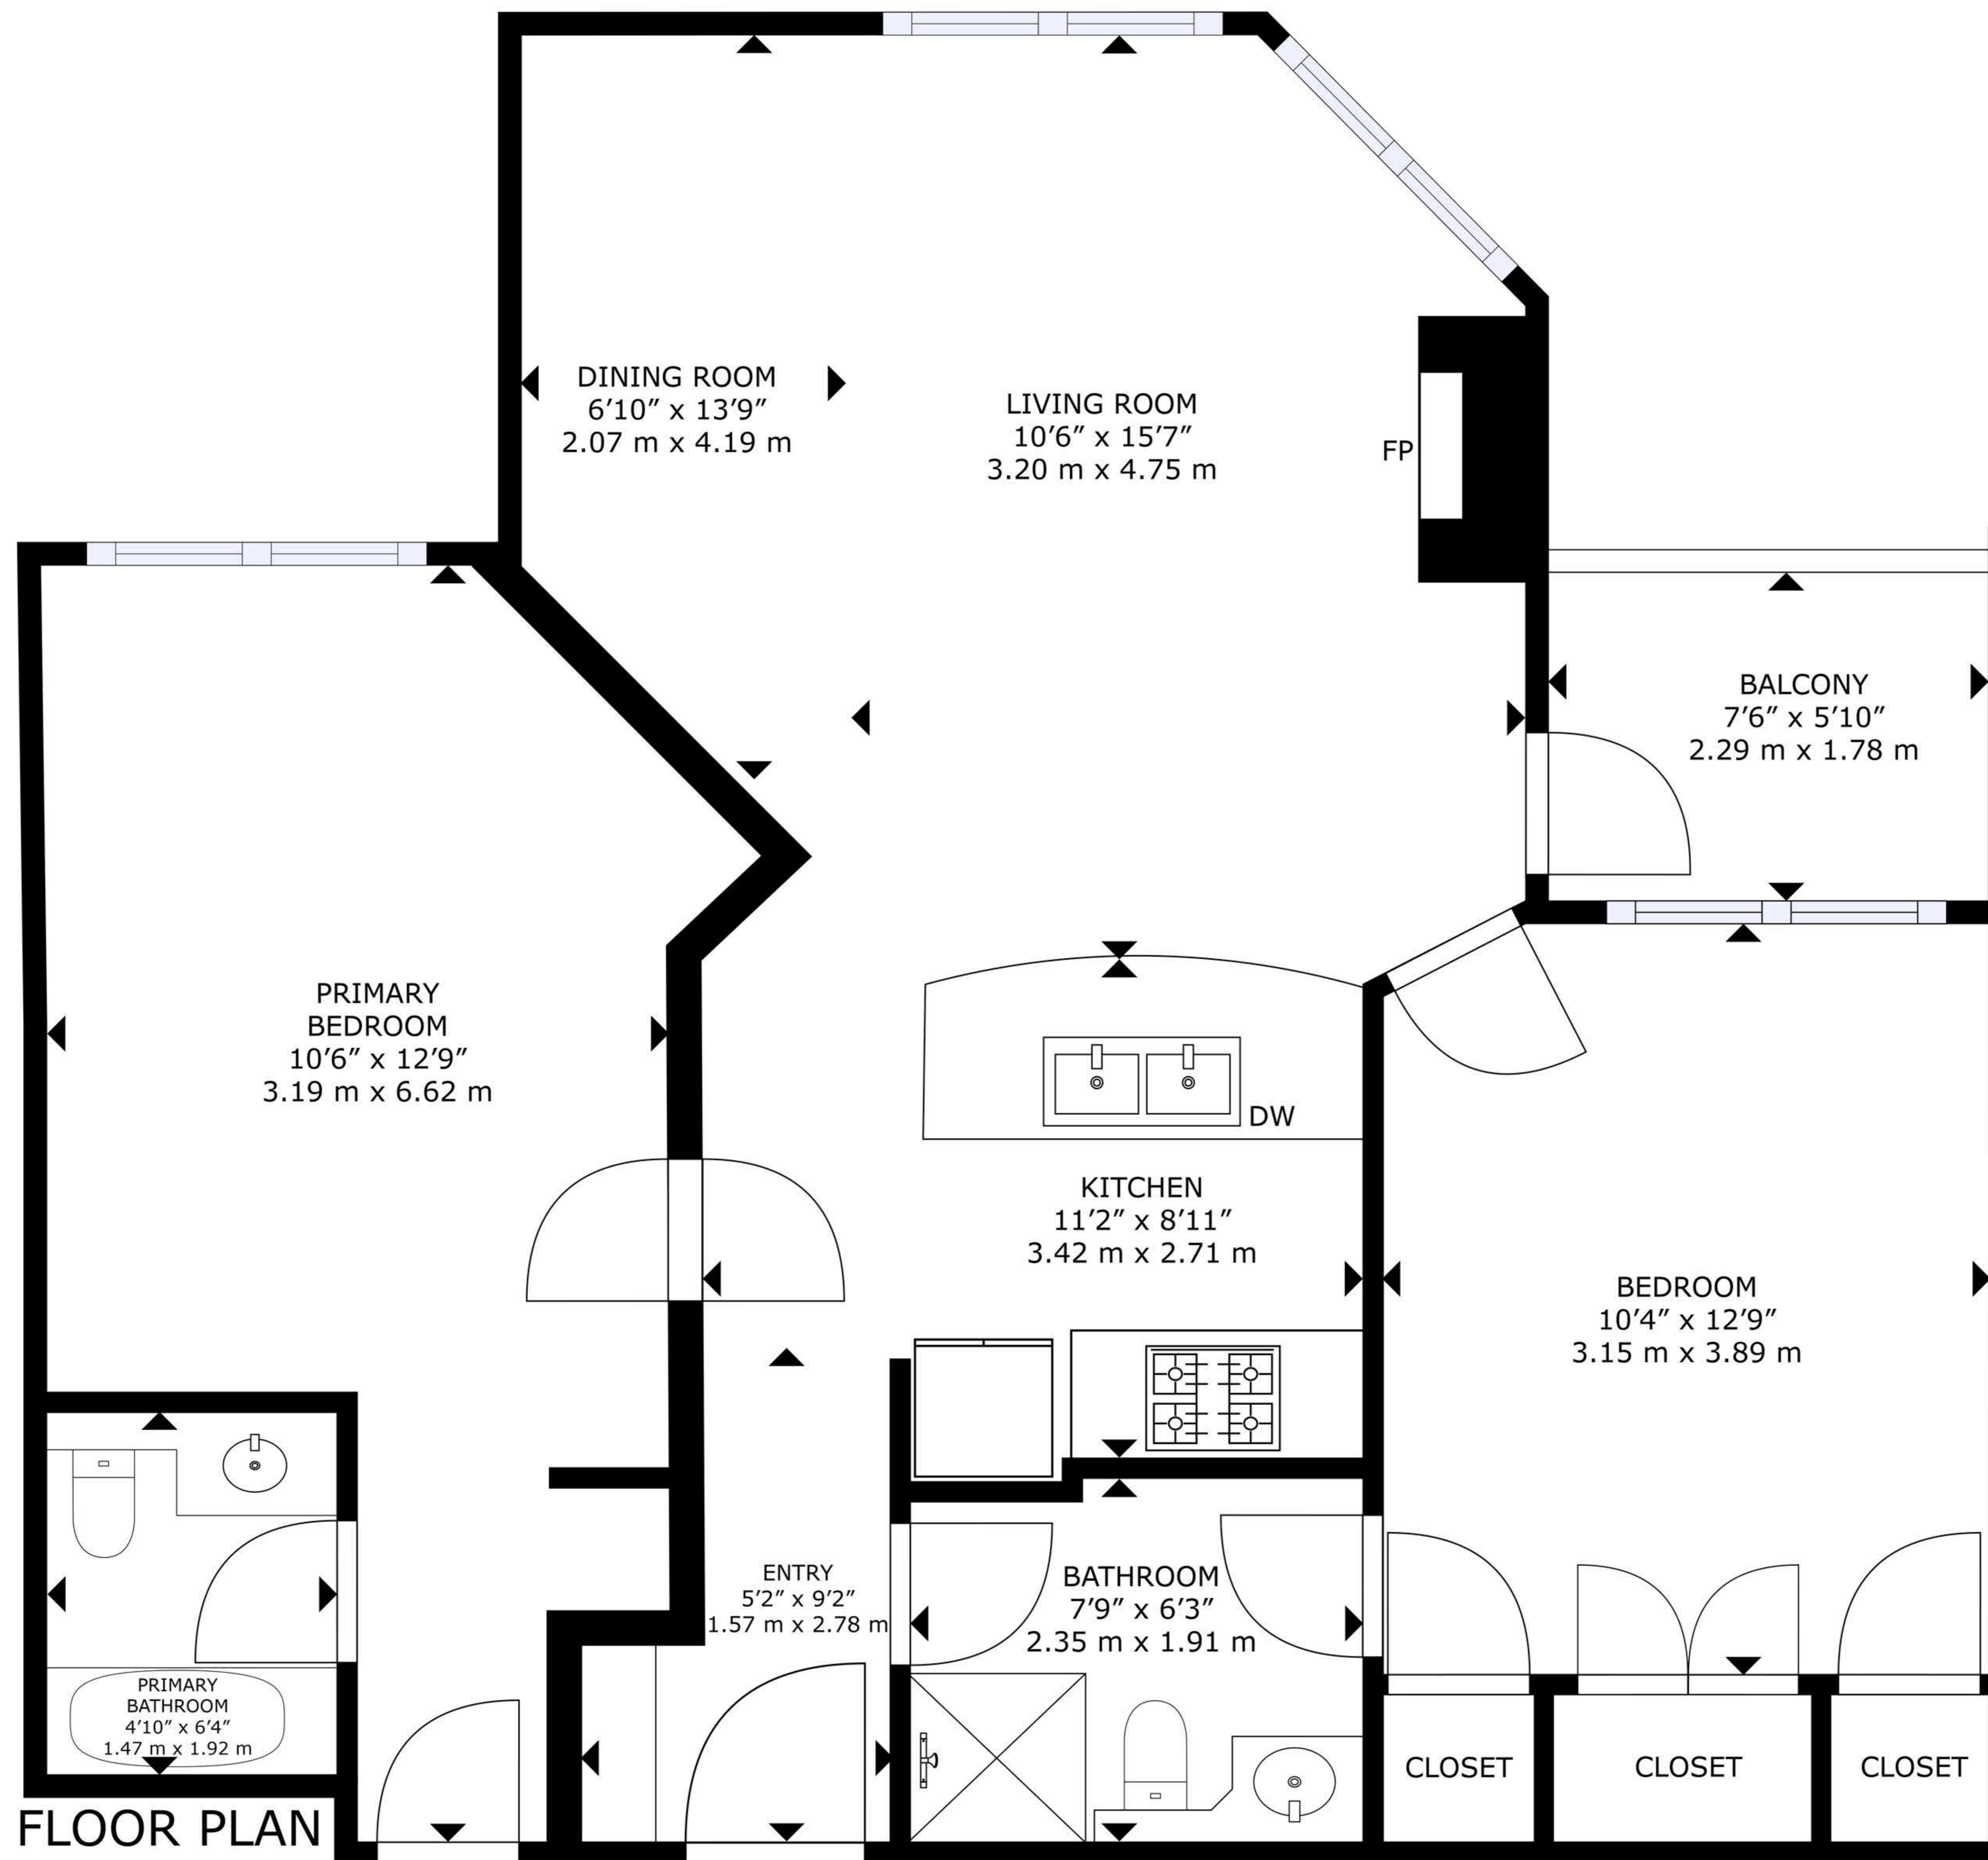 DINING ROOM
6′10″ x 13′9″
2.07 m x 4.19 m
LIVING ROOM
10′6″ x 15′7″
3.20 m x 4.75 m
FP
BALCONY
7′6″ x 5′10″
2.29 m x 1.78 m
PRIMARY
BEDROOM
10′6″ x 12′9″
3.19 m x 6.62 m
DW
KITCHEN
11′2″ x 8′11″
3.42 m x 2.71 m
BEDROOM
10′4″ x 12′9″
3.15 m x 3.89 m
ENTRY
5′2″ x 9′2″
1.57 m x 2.78 m
BATHROOM
7′9″ x 6′3″
2.35 m x 1.91 m
PRIMARY
BATHROOM
4′10″ x 6′4″
1.47 m x 1.92 m
CLOSET
CLOSET
CLOSET
FLOOR PLAN